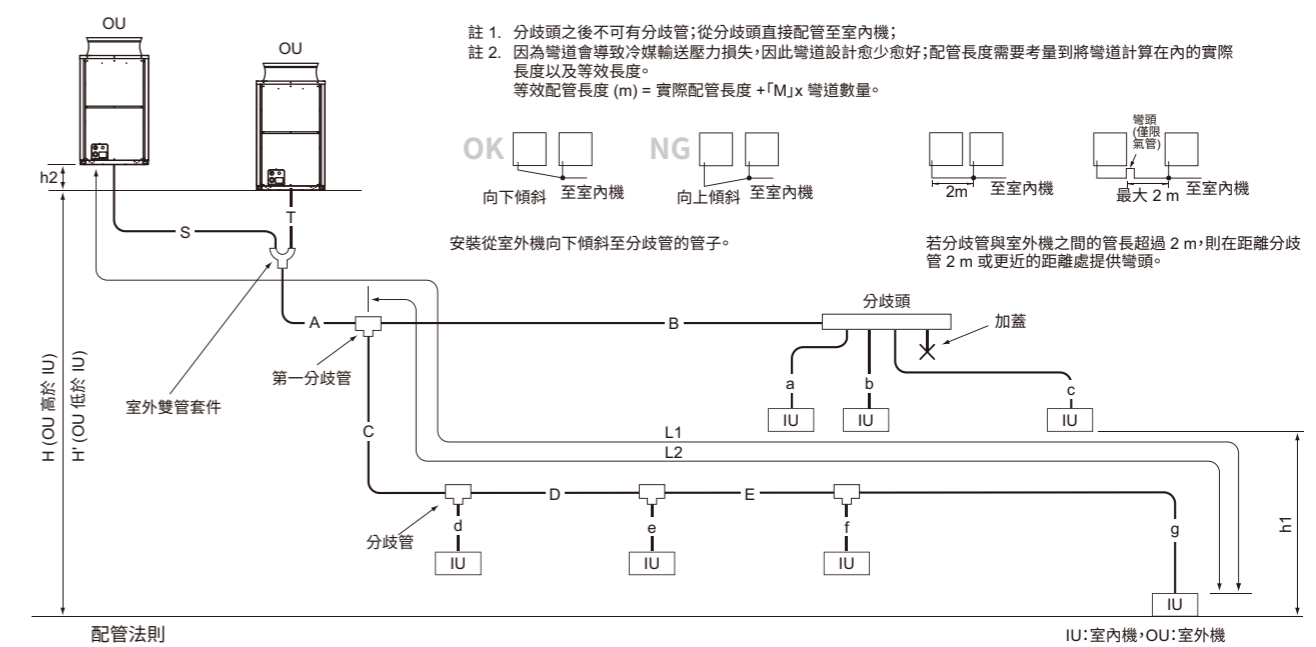 OU
OU
註 1. 分歧頭之後不可有分歧管;從分歧頭直接配管至室內機;
註 2. 因為彎道會導致冷媒輸送壓力損失,因此彎道設計愈少愈好;配管長度需要考量到將彎道計算在內的實際
長度以及等效長度。
等效配管長度 (m) = 實際配管長度 +「M」x 彎道數量。
OK
向下傾斜
至室內機
NG
向上傾斜
至室內機
2m
至室內機
彎頭
(僅限
氣管)
最大 2 m
至室內機
安裝從室外機向下傾斜至分歧管的管子。
若分歧管與室外機之間的管長超過 2 m,則在距離分歧
管 2 m 或更近的距離處提供彎頭。
h2
S
T
A
B
分歧頭
加蓋
第一分歧管
室外雙管套件
a
b
c
IU
IU
IU
H (OU 高於 IU)
H' (OU 低於 IU)
C
L1
L2
D
E
分歧管
d
e
f
g
h1
IU
IU
IU
IU
配管法則
IU:室內機,OU:室外機